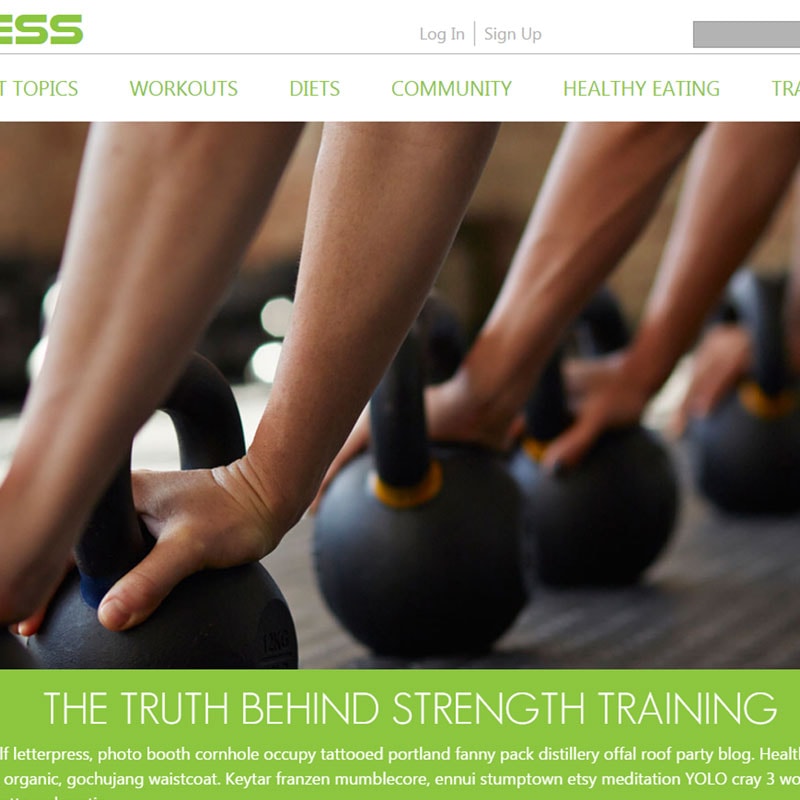 ESS
Log In | Sign Up
T TOPICS WORKOUTS DIETS COMMUNITY HEALTHY EATING TRA
12KG
THE TRUTH BEHIND STRENGTH TRAINING
lf letterpress, photo booth cornhole occupy tattooed portland fanny pack distillery offal roof party blog. Healt
organic, gochujang waistcoat. Keytar franzen mumblecore, ennui stumptown etsy meditation YOLO cray 3 wo